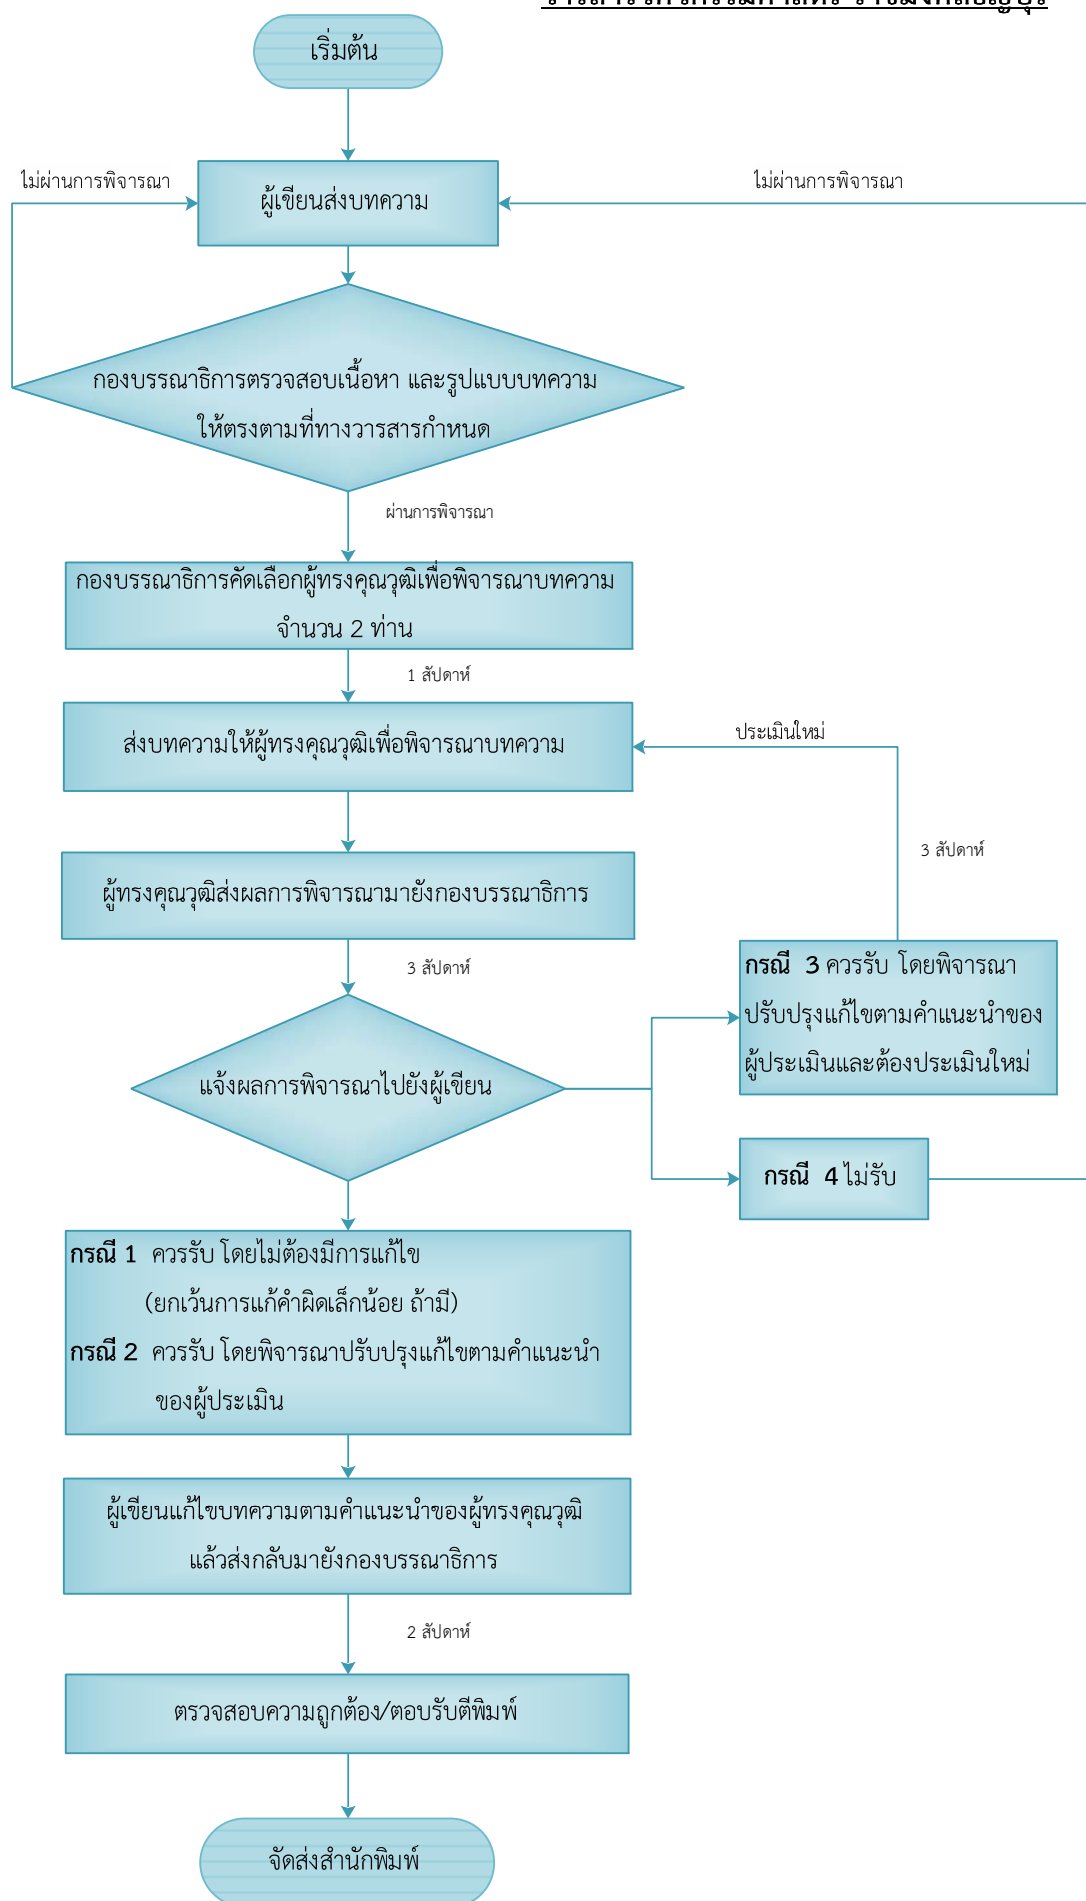 เริ่มต้น
ไม่ผ่านการพิจารณา
ผู้เขียนส่งบทความ
ไม่ผ่านการพิจารณา
กองบรรณาธิการตรวจสอบเนื้อหา และรูปแบบบทความ
ให้ตรงตามที่ทางวารสารกำหนด
ผ่านการพิจารณา
กองบรรณาธิการคัดเลือกผู้ทรงคุณวุฒิเพื่อพิจารณาบทความ
จำนวน 2 ท่าน
1 สัปดาห์
ส่งบทความให้ผู้ทรงคุณวุฒิเพื่อพิจารณาบทความ
ประเมินใหม่
3 สัปดาห์
ผู้ทรงคุณวุฒิส่งผลการพิจารณามายังกองบรรณาธิการ
3 สัปดาห์
กรณี 3 ควรรับ โดยพิจารณา
ปรับปรุงแก้ไขตามคำแนะนำของ
ผู้ประเมินและต้องประเมินใหม่
แจ้งผลการพิจารณาไปยังผู้เขียน
กรณี 4 ไม่รับ
กรณี 1 ควรรับ โดยไม่ต้องมีการแก้ไข
(ยกเว้นการแก้คำผิดเล็กน้อย ถ้ามี)
กรณี 2 ควรรับ โดยพิจารณาปรับปรุงแก้ไขตามคำแนะนำ
ของผู้ประเมิน
ผู้เขียนแก้ไขบทความตามคำแนะนำของผู้ทรงคุณวุฒิ
แล้วส่งกลับมายังกองบรรณาธิการ
2 สัปดาห์
ตรวจสอบความถูกต้อง/ตอบรับตีพิมพ์
จัดส่งสำนักพิมพ์